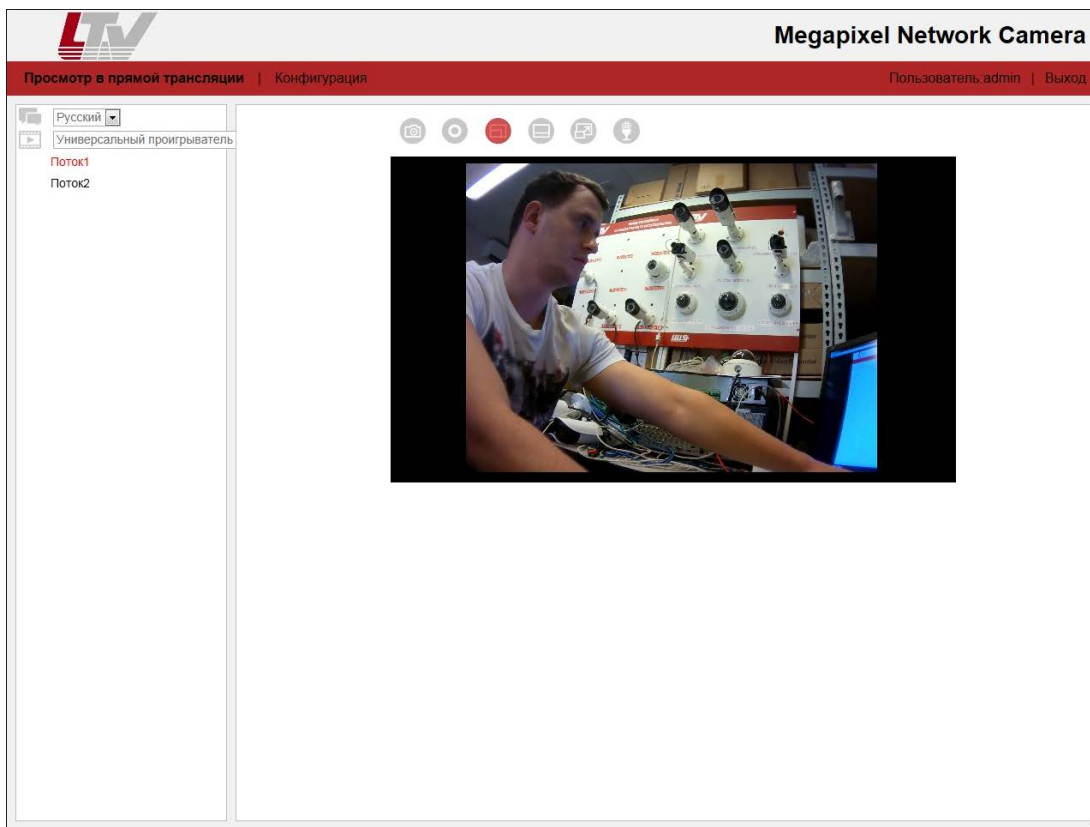 LTV
Megapixel Network Camera
Просмотр в прямой трансляции | Конфигурация
Пользователь:admin | Выход
Русский
Универсальный проигрыватель
Поток1
Поток2